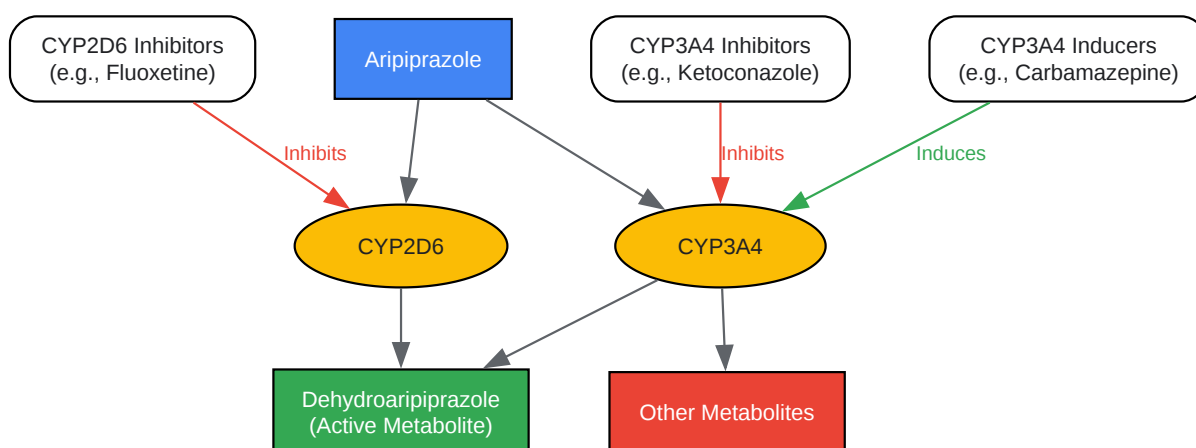 CYP2D6 Inhibitors
(e.g., Fluoxetine)
Aripiprazole
CYP3A4 Inhibitors
(e.g., Ketoconazole)
CYP3A4 Inducers
(e.g., Carbamazepine)
Inhibits
Inhibits
Induces
CYP2D6
CYP3A4
Dehydroaripiprazole
(Active Metabolite)
Other Metabolites